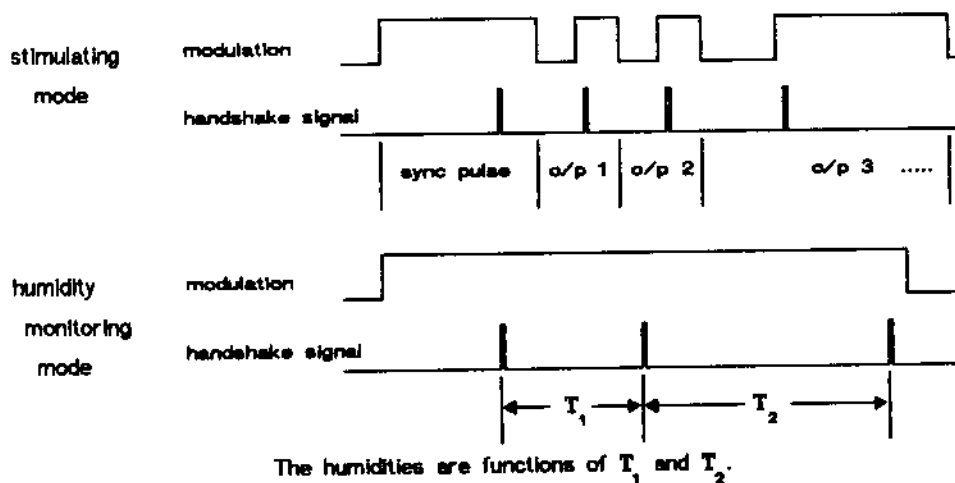 stimulating mode
modulation
handshake signal
sync pulse
o/p 1
o/p 2
o/p 3 .....
humidity monitoring mode
modulation
handshake signal
T1
T2
The humidities are functions of T1 and T2.